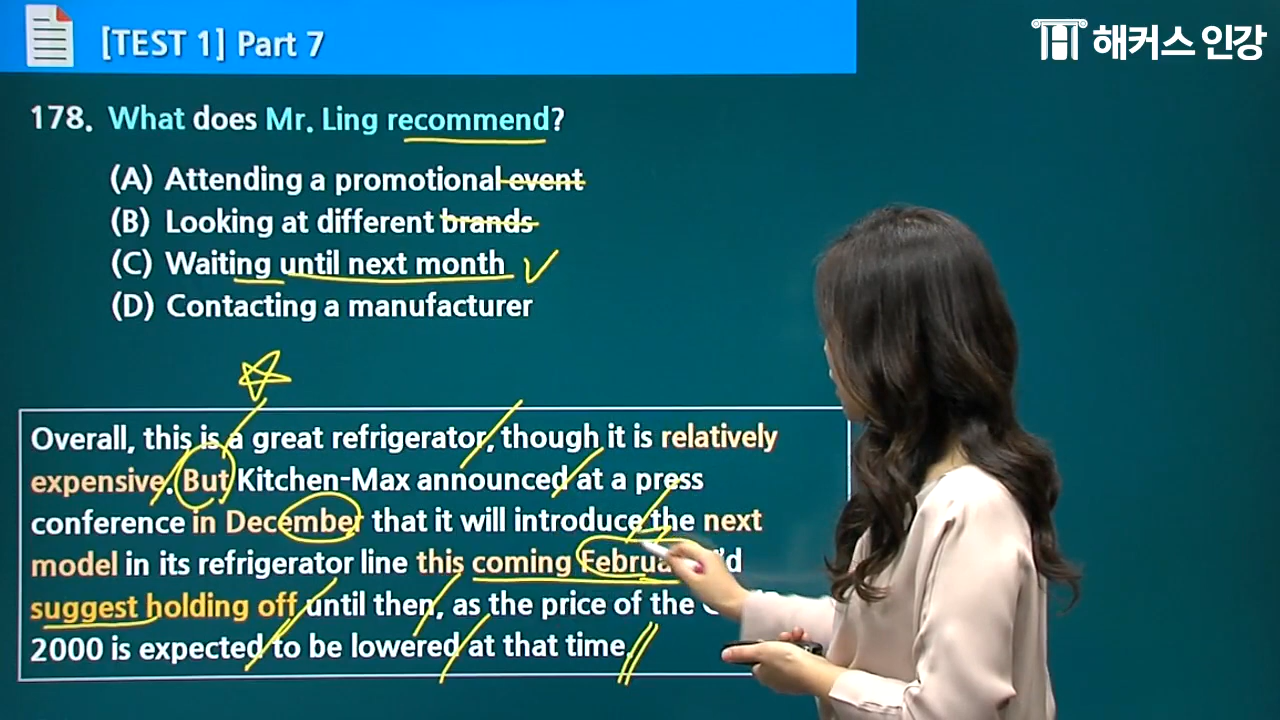 [TEST 1] Part 7
해커스 인강
178. What does Mr. Ling recommend?
(A) Attending a promotional event
(B) Looking at different brands
(C) Waiting until next month
(D) Contacting a manufacturer
Overall, this is a great refrigerator, though it is relatively
expensive. But Kitchen-Max announced at a press
conference in December that it will introduce the next
model in its refrigerator line this coming
suggest holding off until then, as the price of the
2000 is expected to be lowered at that time.